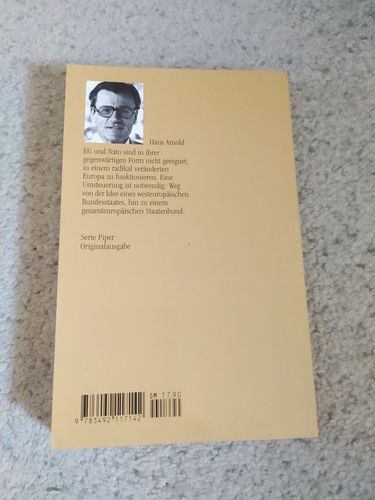 Hans Arnold
EG und Nato sind in ihrer
gegenwärtigen Form nicht geeignet,
in einem radikal veränderten
Europa zu funktionieren. Eine
Umsteuerung ist notwendig: Weg
von der Idee eines westeuropäischen
Bundesstaates, hin zu einem
gesamteuropäischen Staatenbund.
Serie Piper
Originalausgabe
DM 17.90
9 783492 117142